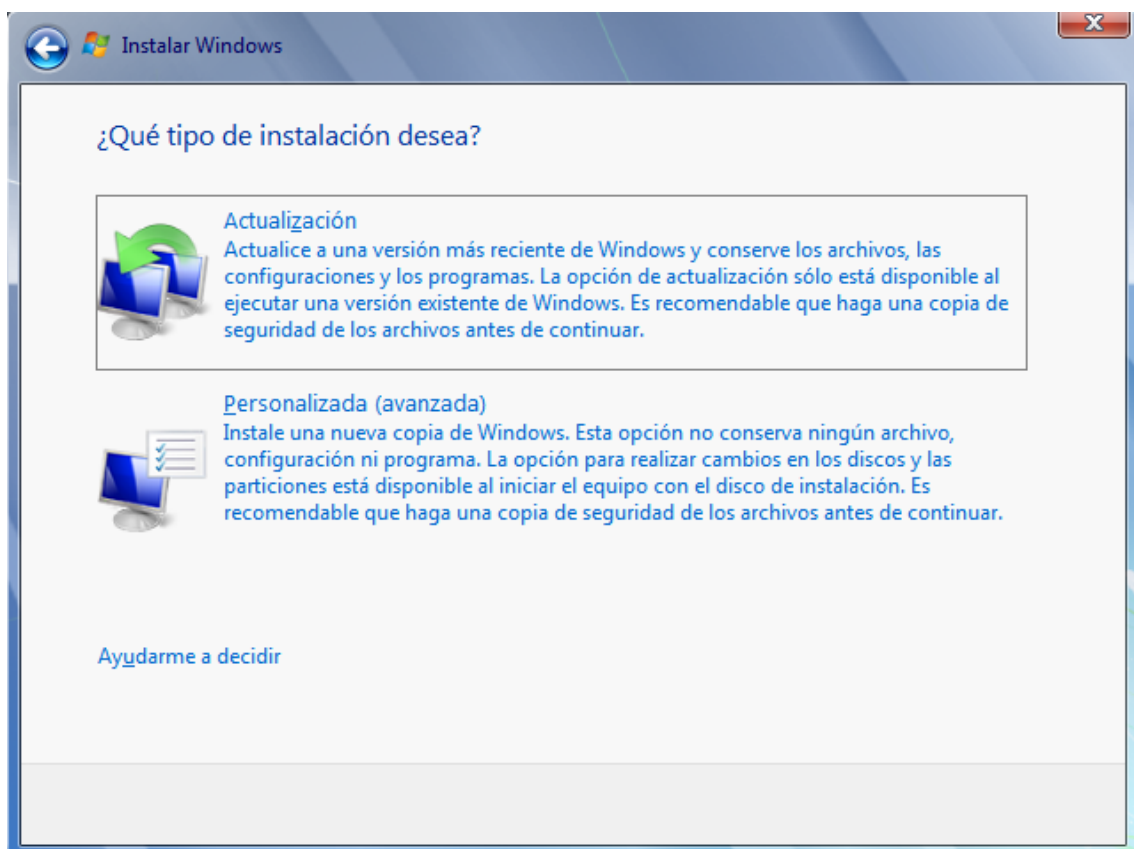 Instalar Windows
¿Qué tipo de instalación desea?
Actualización
Actualice a una versión más reciente de Windows y conserve los archivos, las
configuraciones y los programas. La opción de actualización sólo está disponible al
ejecutar una versión existente de Windows. Es recomendable que haga una copia de
seguridad de los archivos antes de continuar.
Personalizada (avanzada)
Instale una nueva copia de Windows. Esta opción no conserva ningún archivo,
configuración ni programa. La opción para realizar cambios en los discos y las
particiones está disponible al iniciar el equipo con el disco de instalación. Es
recomendable que haga una copia de seguridad de los archivos antes de continuar.
Ayudarme a decidir